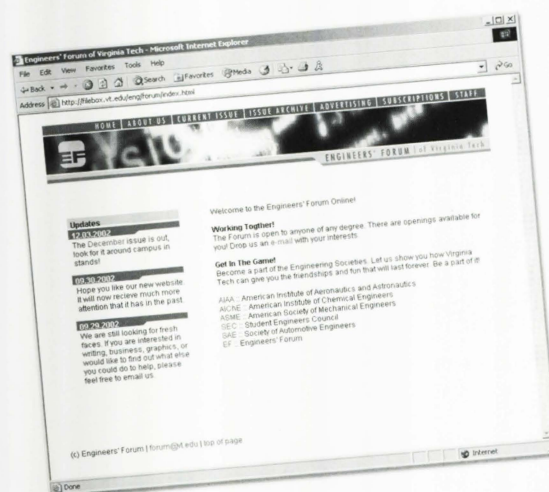 Engineers' Forum of Virginia Tech - Microsoft Internet Explorer
File Edit View Favorites Tools Help
Back Search Favorites Media
Address http://filebox.vt.edu/eng/forum/index.html Go
HOME | ABOUT US | CURRENT ISSUE | ISSUE ARCHIVE | ADVERTISING | SUBSCRIPTIONS | STAFF
EF
ENGINEERS' FORUM | of Virginia Tech
Welcome to the Engineers' Forum Online!
Updates
12.03.2002
The December issue is out,
look for it around campus in
stands!
09.30.2002
Hope you like our new website.
It will now recieve much more
attention that it has in the past.
09.29.2002
We are still looking for fresh
faces. If you are interested in
writing, business, graphics, or
would like to find out what else
you could do to help, please
feel free to email us.
Working Togther!
The Forum is open to anyone of any degree. There are openings available for
you! Drop us an e-mail with your interests.
Get In The Game!
Become a part of the Engineering Societies. Let us show you how Virginia
Tech can give you the friendships and fun that will last forever. Be a part of it!
AIAA :: American Institute of Aeronautics and Astronautics
AIChE :: American Institute of Chemical Engineers
ASME :: American Society of Mechanical Engineers
SEC :: Student Engineers Council
SAE :: Society of Automotive Engineers
EF :: Engineers' Forum
(c) Engineers' Forum | forum@vt.edu | top of page
Done
Internet